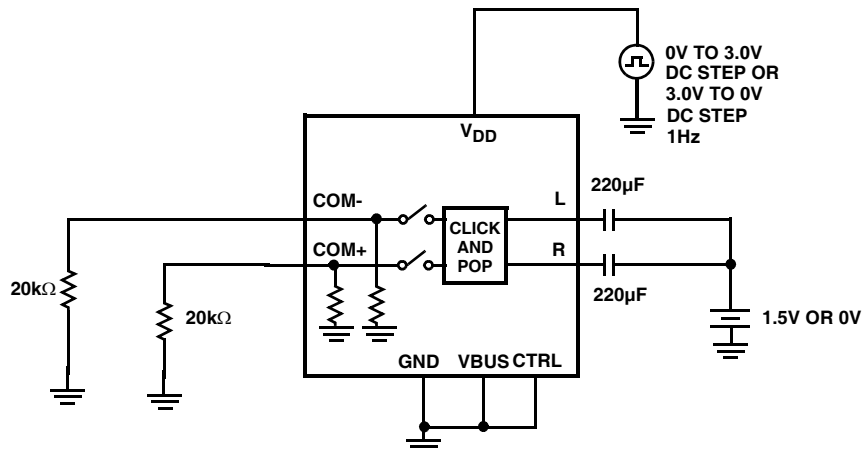 0V TO 3.0V
DC STEP OR
3.0V TO 0V
DC STEP
1Hz
VDD
COM-
L
220µF
CLICK
AND
POP
COM+
R
220µF
20kΩ
20kΩ
1.5V OR 0V
GND VBUS CTRL